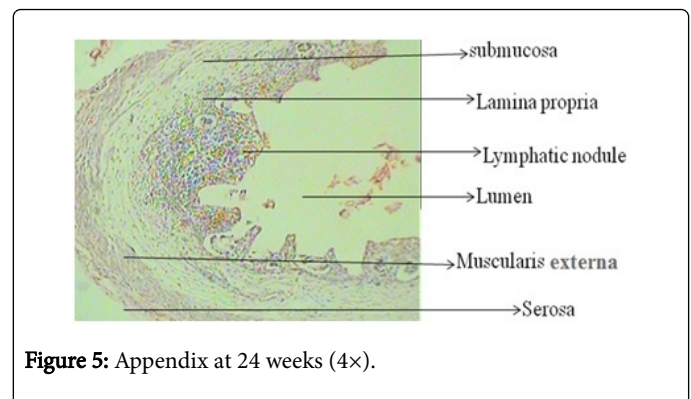 submucosa
Lamina propria
Lymphatic nodule
Lumen
Muscularis externa
Serosa
Figure 5: Appendix at 24 weeks (4×).